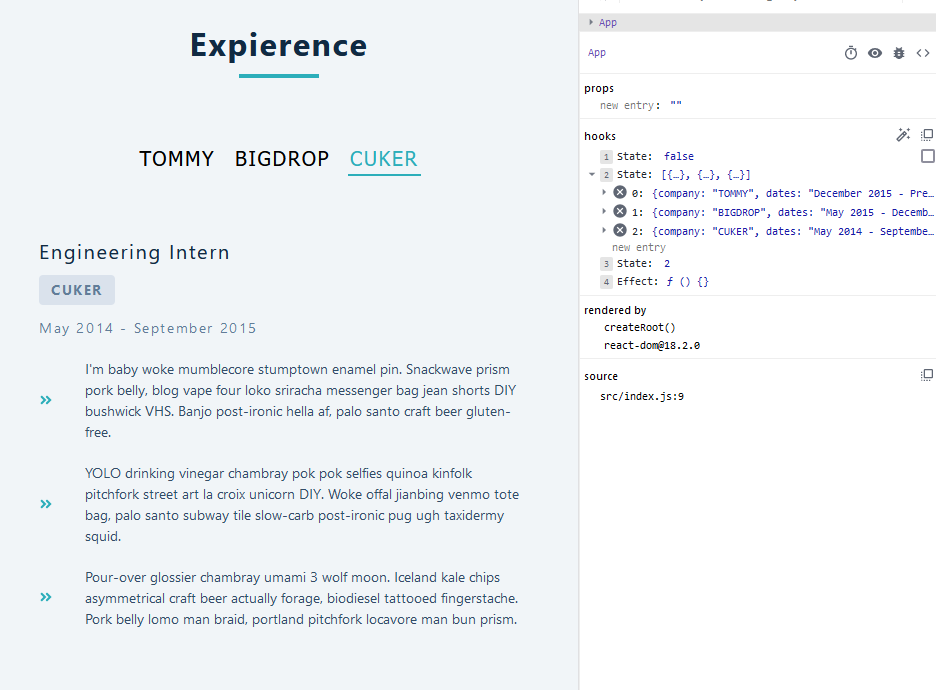 Expierence
TOMMY BIGDROP CUKER
Engineering Intern
CUKER
May 2014 - September 2015
I'm baby woke mumblecore stumptown enamel pin. Snackwave prism
pork belly, blog vape four loko sriracha messenger bag jean shorts DIY
bushwick VHS. Banjo post-ironic hella af, palo santo craft beer gluten-
free.
YOLO drinking vinegar chambray pok pok selfies quinoa kinfolk
pitchfork street art la croix unicorn DIY. Woke offal jianbing venmo tote
bag, palo santo subway tile slow-carb post-ironic pug ugh taxidermy
squid.
Pour-over glossier chambray umami 3 wolf moon. Iceland kale chips
asymmetrical craft beer actually forage, biodiesel tattooed fingerstache.
Pork belly lomo man braid, portland pitchfork locavore man bun prism.
App
App
props
new entry: ""
hooks
1 State: false
2 State: [{…}, {…}, {…}]
0: {company: "TOMMY", dates: "December 2015 - Pre…
1: {company: "BIGDROP", dates: "May 2015 - Decemb…
2: {company: "CUKER", dates: "May 2014 - Septembe…
new entry
3 State: 2
4 Effect: ƒ () {}
rendered by
createRoot()
react-dom@18.2.0
source
src/index.js:9